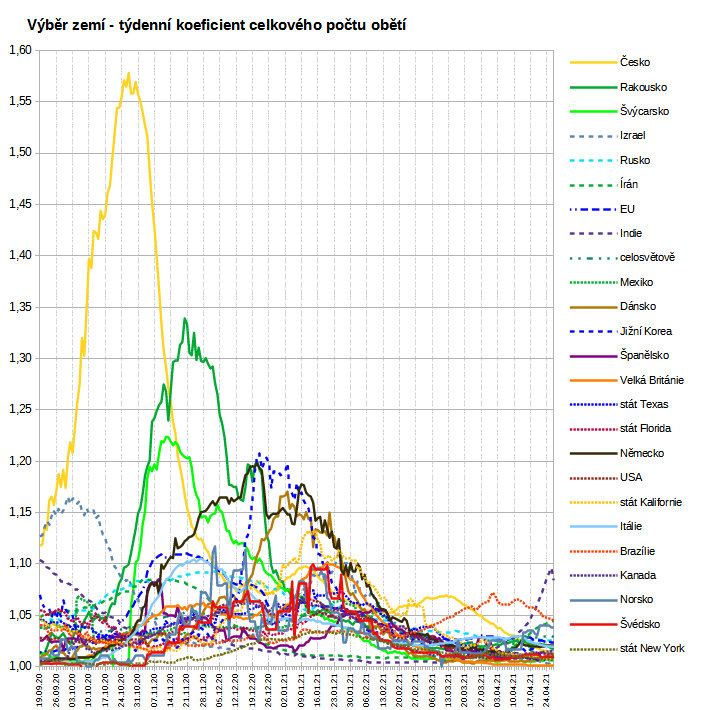 Výběr zemí - týdenní koeficient celkového počtu obětí
1,60
1,55
1,50
1,45
1,40
1,35
1,30
1,25
1,20
1,15
1,10
1,05
1,00
19.09.20
26.09.20
03.10.20
10.10.20
17.10.20
24.10.20
31.10.20
07.11.20
14.11.20
21.11.20
28.11.20
05.12.20
12.12.20
19.12.20
26.12.20
02.01.21
09.01.21
16.01.21
23.01.21
30.01.21
06.02.21
13.02.21
20.02.21
27.02.21
06.03.21
13.03.21
20.03.21
27.03.21
03.04.21
10.04.21
17.04.21
24.04.21
Česko
Rakousko
Švýcarsko
Izrael
Rusko
Írán
EU
Indie
celosvětově
Mexiko
Dánsko
Jižní Korea
Španělsko
Velká Británie
stát Texas
stát Florida
Německo
USA
stát Kalifornie
Itálie
Brazílie
Kanada
Norsko
Švédsko
stát New York